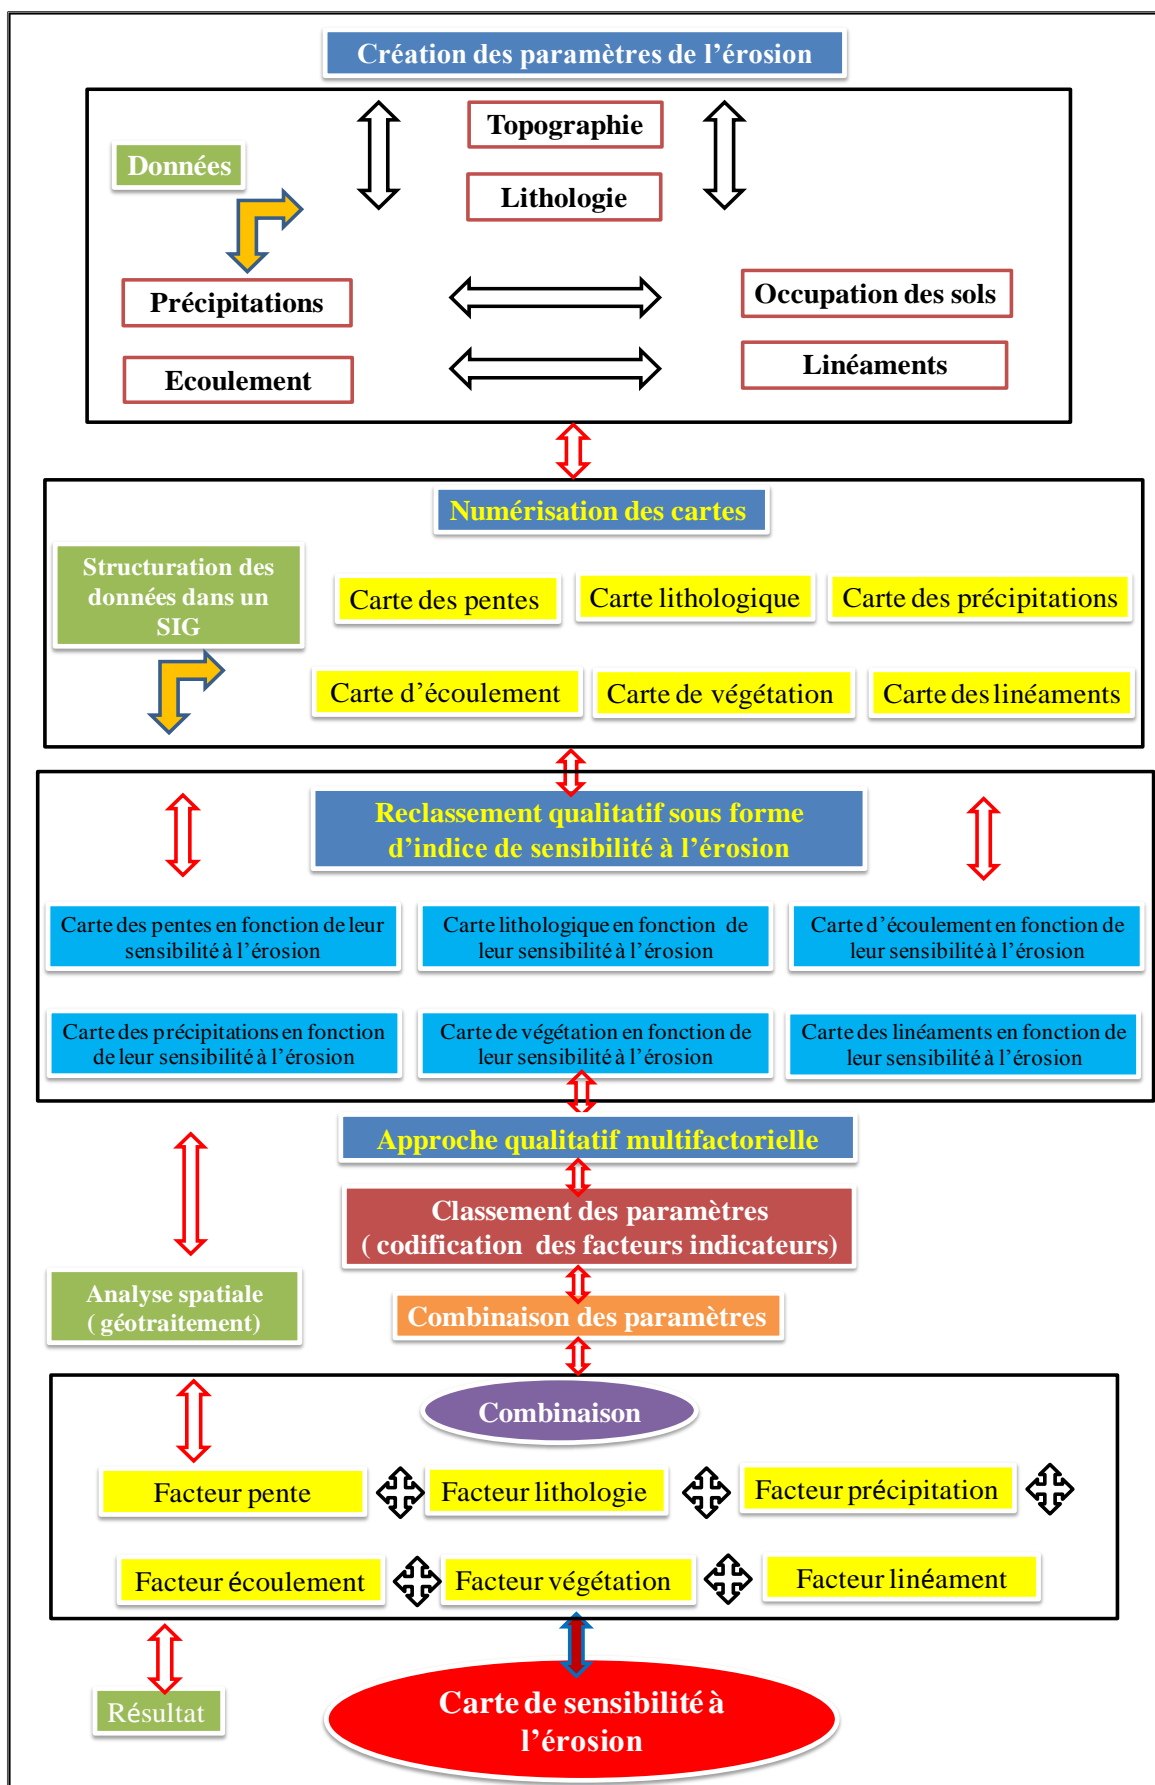 Création des paramètres de l’érosion
Topographie
Données
Lithologie
Précipitations
Occupation des sols
Ecoulement
Linéaments
Numérisation des cartes
Structuration des
données dans un
SIG
Carte des pentes
Carte lithologique
Carte des précipitations
Carte d’écoulement
Carte de végétation
Carte des linéaments
Reclassement qualitatif sous forme
d’indice de sensibilité à l’érosion
Carte des pentes en fonction de leur
sensibilité à l’érosion
Carte lithologique en fonction de
leur sensibilité à l’érosion
Carte d’écoulement en fonction de
leur sensibilité à l’érosion
Carte des précipitations en fonction
de leur sensibilité à l’érosion
Carte de végétation en fonction de
leur sensibilité à l’érosion
Carte des linéaments en fonction de
leur sensibilité à l’érosion
Approche qualitatif multifactorielle
Classement des paramètres
( codification des facteurs indicateurs)
Analyse spatiale
( géotraitement)
Combinaison des paramètres
Combinaison
Facteur pente
Facteur lithologie
Facteur précipitation
Facteur écoulement
Facteur végétation
Facteur linéament
Résultat
Carte de sensibilité à
l’érosion